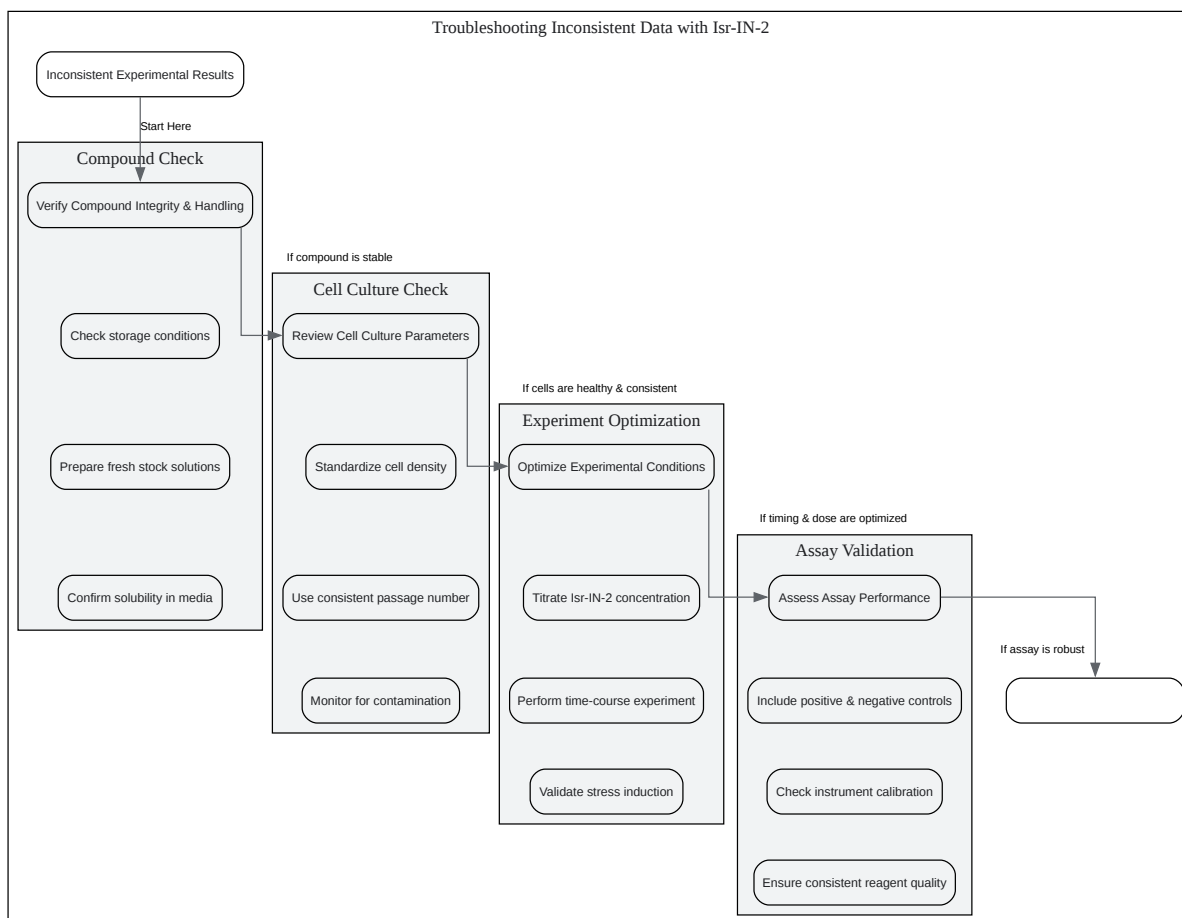 Troubleshooting Inconsistent Data with Isr-IN-2
Inconsistent Experimental Results
Start Here
Compound Check
Verify Compound Integrity & Handling
Check storage conditions
Prepare fresh stock solutions
Confirm solubility in media
If compound is stable
Cell Culture Check
Review Cell Culture Parameters
Standardize cell density
Use consistent passage number
Monitor for contamination
If cells are healthy & consistent
Experiment Optimization
Optimize Experimental Conditions
Titrate Isr-IN-2 concentration
Perform time-course experiment
Validate stress induction
If timing & dose are optimized
Assay Validation
Assess Assay Performance
Include positive & negative controls
Check instrument calibration
Ensure consistent reagent quality
If assay is robust